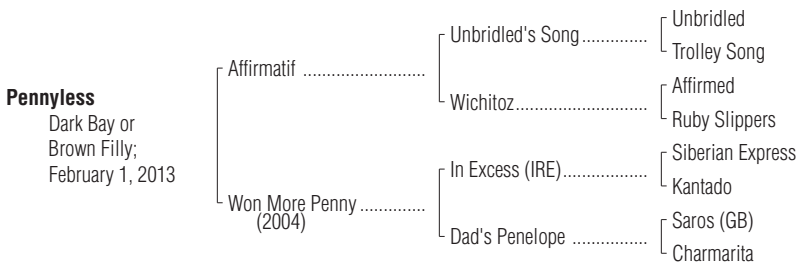 Pennyless
Dark Bay or
Brown Filly;
February 1, 2013
Affirmatif ..........................
Won More Penny ..............
(2004)
Unbridled's Song ..............
Wichitoz............................
In Excess (IRE)..................
Dad's Penelope ................
Unbridled
Trolley Song
Affirmed
Ruby Slippers
Siberian Express
Kantado
Saros (GB)
Charmarita